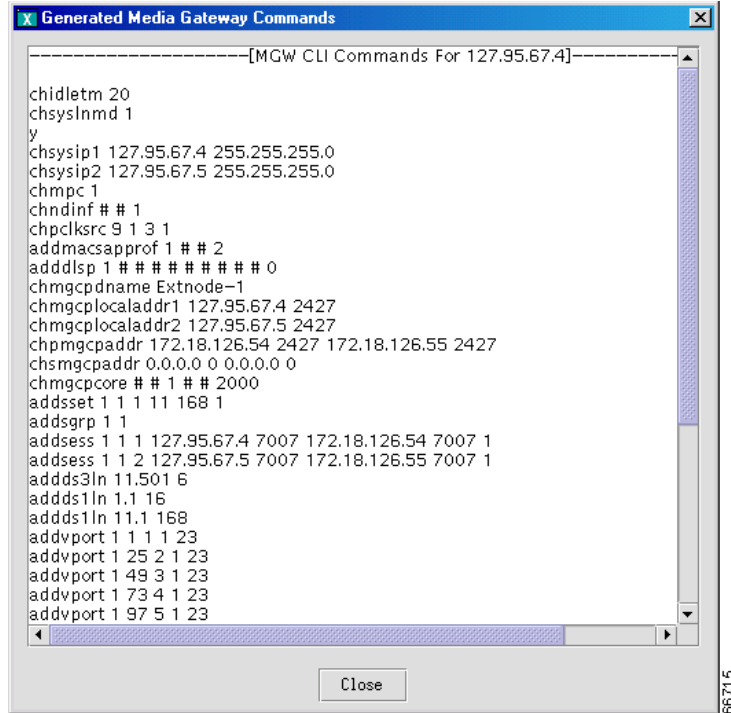 X Generated Media Gateway Commands
--------------------[MGW CLI Commands For 127.95.67.4]----------
chidletm 20
chsyslnmd 1
y
chsysip1 127.95.67.4 255.255.255.0
chsysip2 127.95.67.5 255.255.255.0
chmpc 1
chndinf # # 1
chpclksrc 9 1 3 1
addmacsapprof 1 # # 2
adddlsp 1 # # # # # # # # # 0
chmgcpdname Extnode-1
chmgcplocaladdr1 127.95.67.4 2427
chmgcplocaladdr2 127.95.67.5 2427
chpmgcpaddr 172.18.126.54 2427 172.18.126.55 2427
chsmgcpaddr 0.0.0.0 0 0.0.0.0 0
chmgcpcore # # 1 # # 2000
addsset 1 1 1 11 168 1
addsgrp 1 1
addsess 1 1 1 127.95.67.4 7007 172.18.126.54 7007 1
addsess 1 1 2 127.95.67.5 7007 172.18.126.55 7007 1
addds3ln 11.501 6
addds1ln 1.1 16
addds1ln 11.1 168
addvport 1 1 1 1 23
addvport 1 25 2 1 23
addvport 1 49 3 1 23
addvport 1 73 4 1 23
addvport 1 97 5 1 23
Close
66715